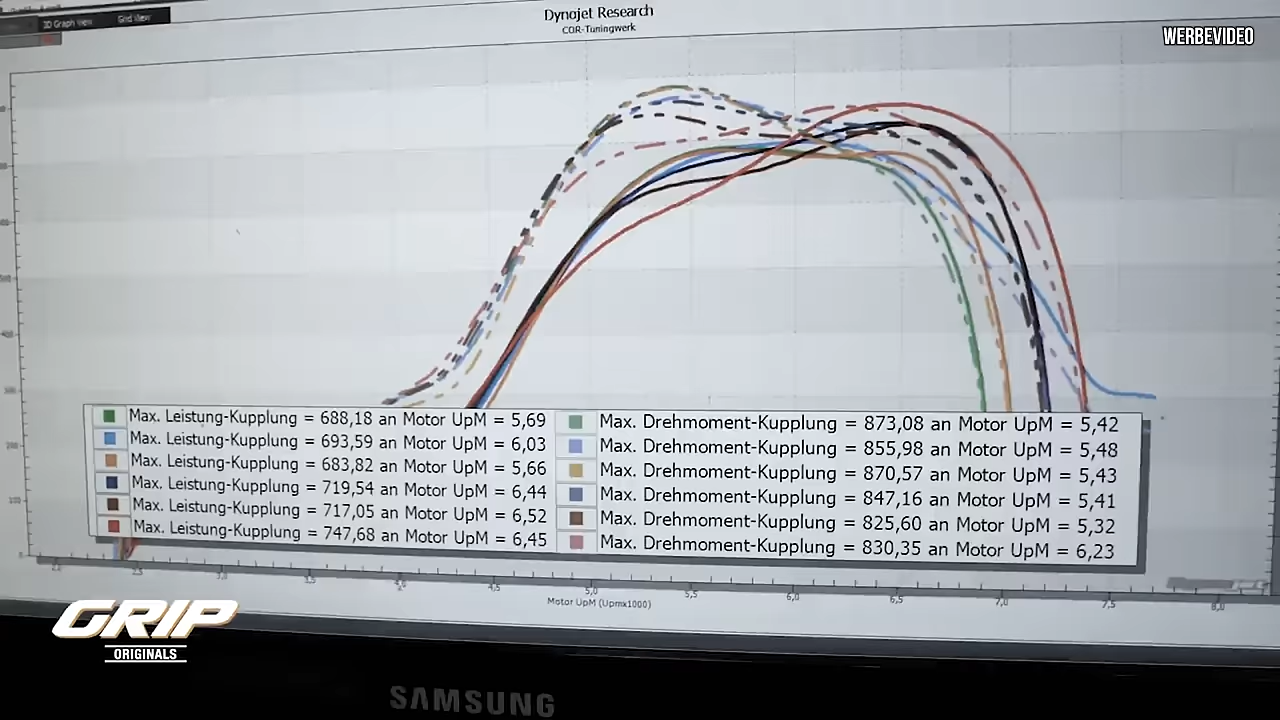 3D Graph View
Grid View
Dynojet Research
COR-Tuningwerk
WERBEVIDEO
Max. Leistung-Kupplung = 688,18 an Motor UpM = 5,69
Max. Leistung-Kupplung = 693,59 an Motor UpM = 6,03
Max. Leistung-Kupplung = 683,82 an Motor UpM = 5,66
Max. Leistung-Kupplung = 719,54 an Motor UpM = 6,44
Max. Leistung-Kupplung = 717,05 an Motor UpM = 6,52
Max. Leistung-Kupplung = 747,68 an Motor UpM = 6,45
Max. Drehmoment-Kupplung = 873,08 an Motor UpM = 5,42
Max. Drehmoment-Kupplung = 855,98 an Motor UpM = 5,48
Max. Drehmoment-Kupplung = 870,57 an Motor UpM = 5,43
Max. Drehmoment-Kupplung = 847,16 an Motor UpM = 5,41
Max. Drehmoment-Kupplung = 825,60 an Motor UpM = 5,32
Max. Drehmoment-Kupplung = 830,35 an Motor UpM = 6,23
4,5 5,0 5,5 6,0 6,5 7,0 7,5 8,0
Motor UpM (Upmx1000)
GRIP
ORIGINALS
SAMSUNG